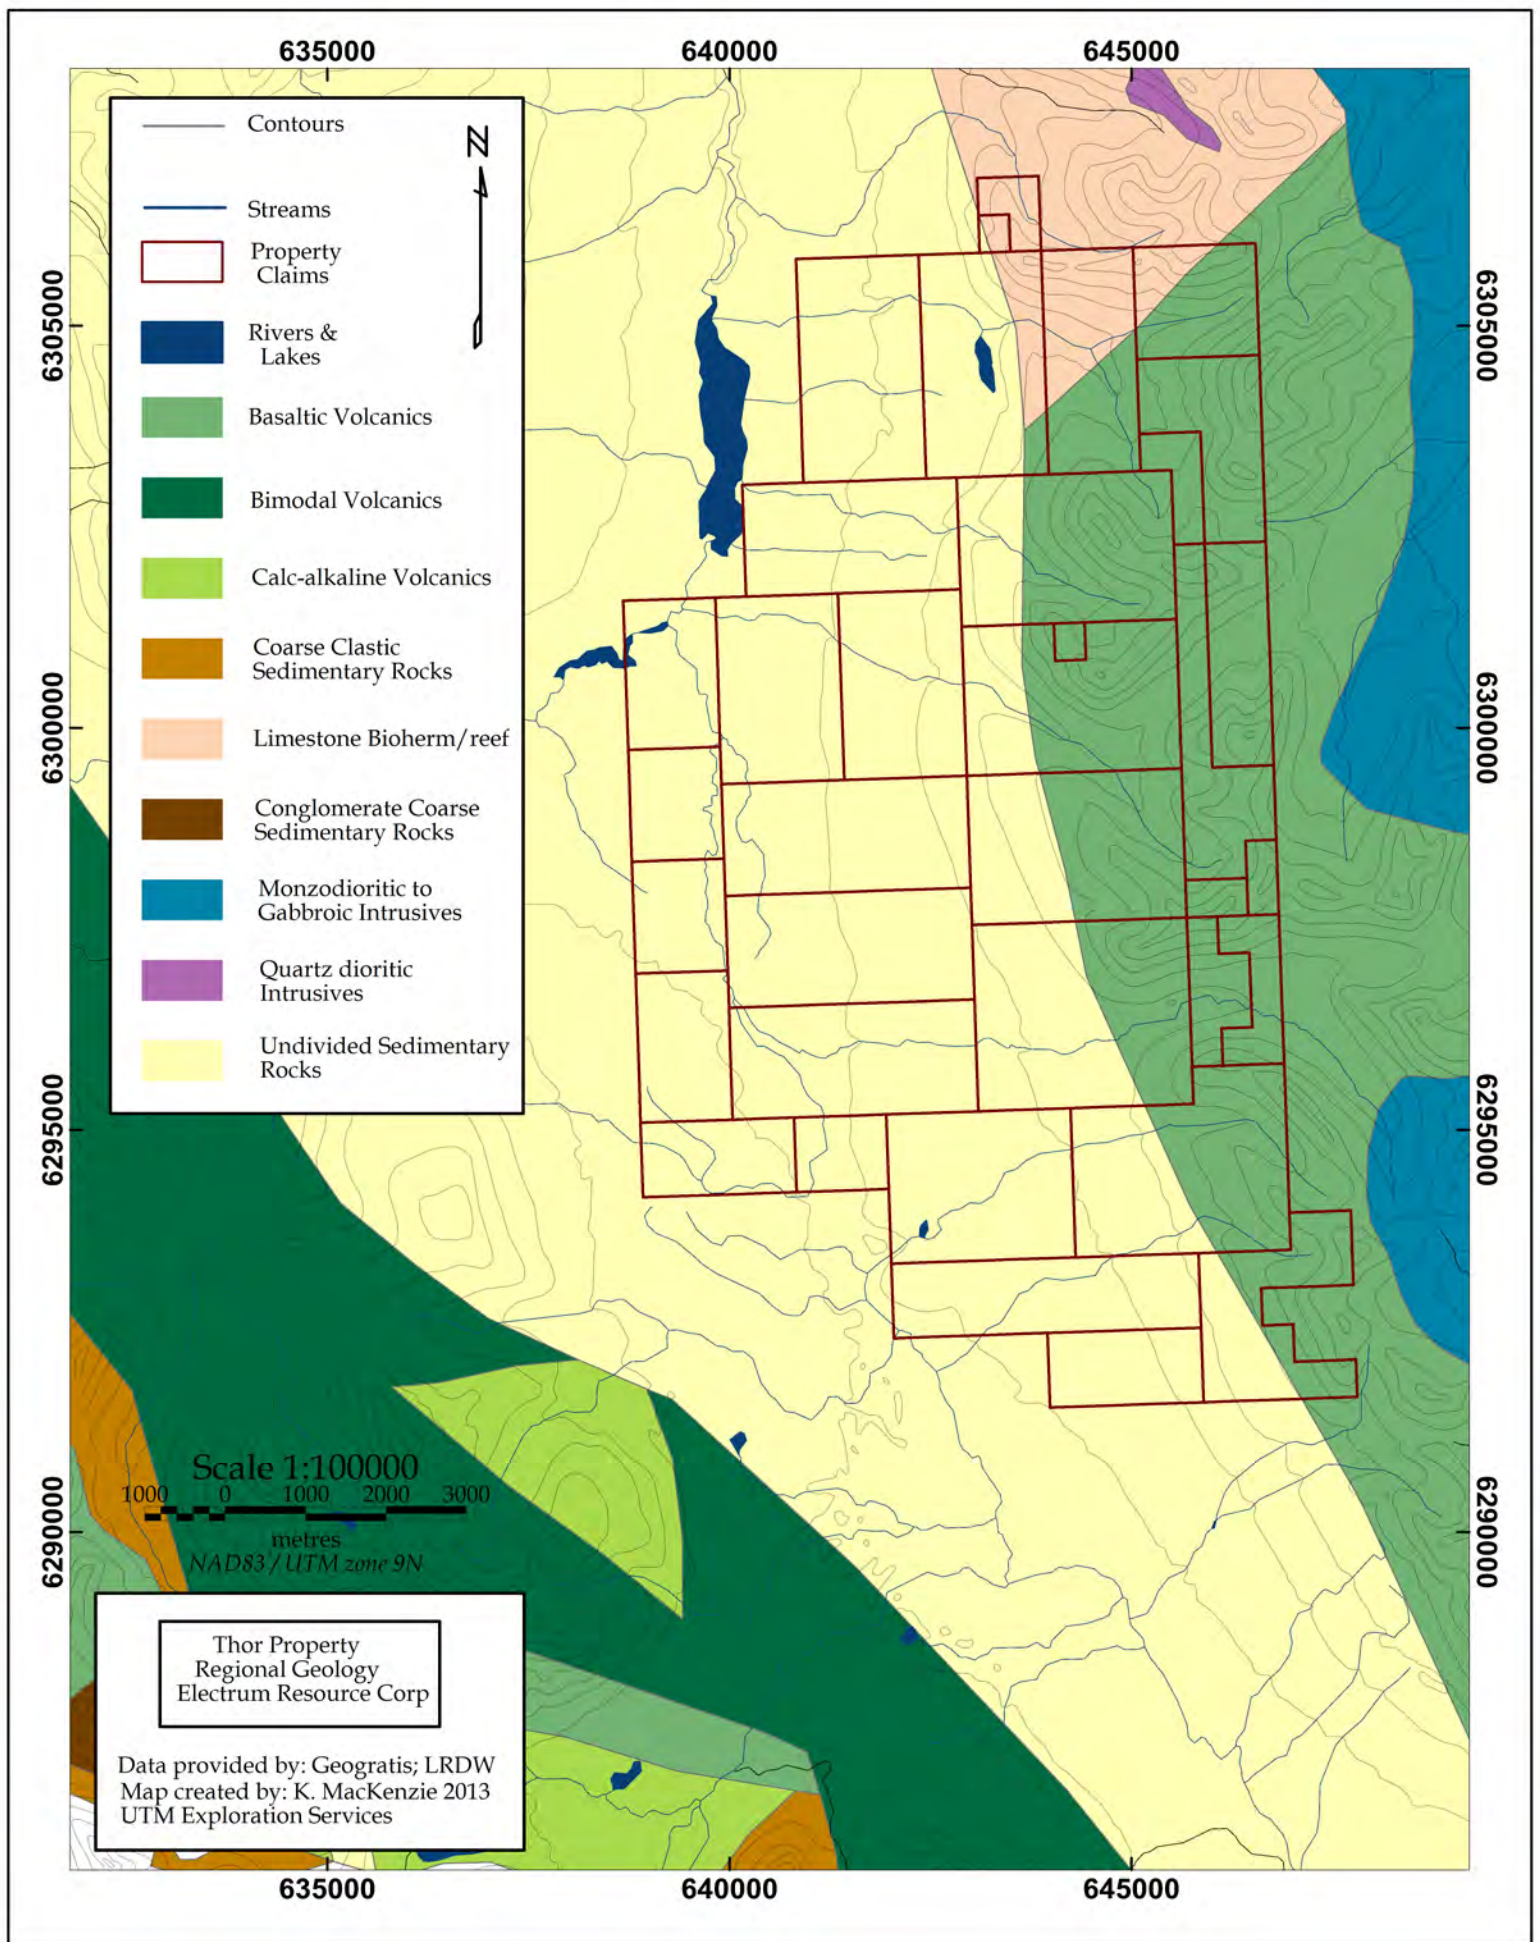 635000
640000
645000
Contours
N
Streams
Property
Claims
Rivers &
Lakes
Basaltic Volcanics
Bimodal Volcanics
Calc-alkaline Volcanics
Coarse Clastic
Sedimentary Rocks
Limestone Bioherm/reef
Conglomerate Coarse
Sedimentary Rocks
Monzodioritic to
Gabbroic Intrusives
Quartz dioritic
Intrusives
Undivided Sedimentary
Rocks
6305000
6300000
6295000
6290000
6305000
6300000
6295000
6290000
Scale 1:100000
1000 0 1000 2000 3000
metres
NAD83 / UTM zone 9N
Thor Property
Regional Geology
Electrum Resource Corp
Data provided by: Geogratis; LRDW
Map created by: K. MacKenzie 2013
UTM Exploration Services
635000
640000
645000